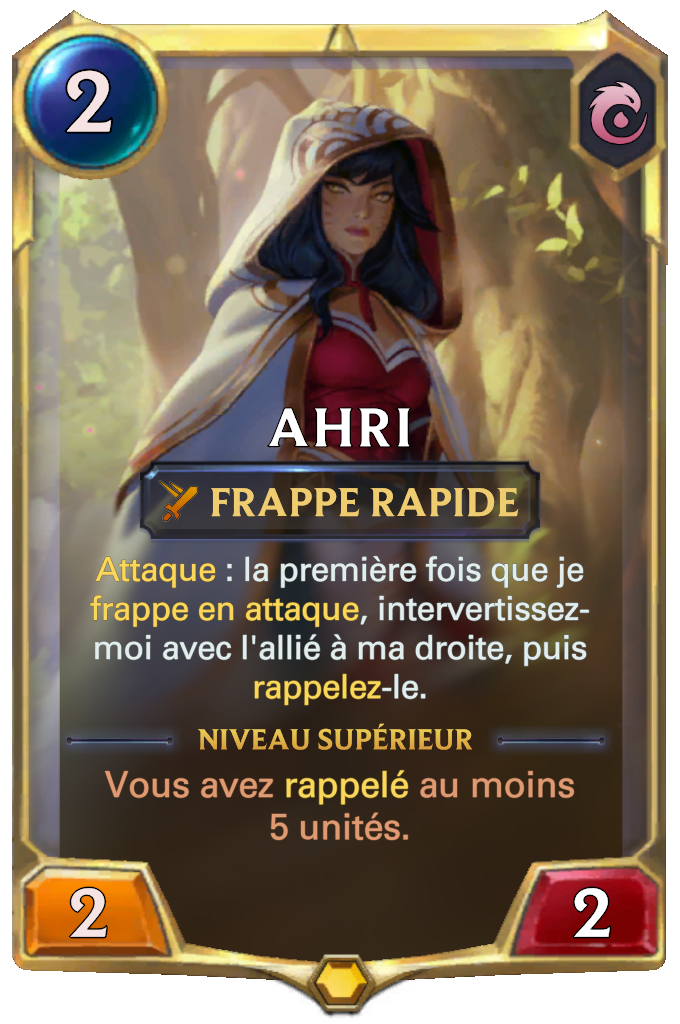 2
AHRI
FRAPPE RAPIDE
Attaque : la première fois que je
frappe en attaque, intervertissez-
moi avec l'allié à ma droite, puis
rappelez-le.
NIVEAU SUPÉRIEUR
Vous avez rappelé au moins
5 unités.
2
2